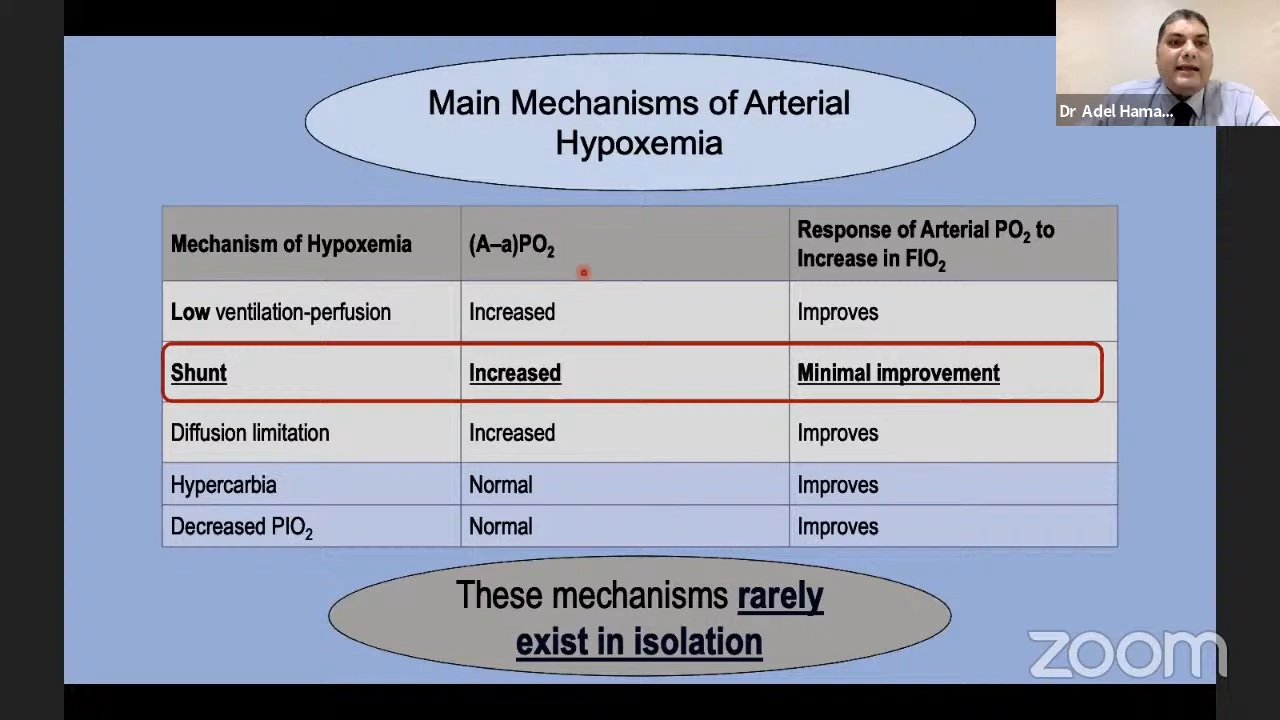 Main Mechanisms of Arterial
Hypoxemia
Dr Adel Hama...
Mechanism of Hypoxemia
(A–a)PO₂
Response of Arterial PO₂ to
Increase in FIO₂
Low ventilation-perfusion
Increased
Improves
Shunt
Increased
Minimal improvement
Diffusion limitation
Increased
Improves
Hypercarbia
Normal
Improves
Decreased PIO₂
Normal
Improves
These mechanisms rarely
exist in isolation
zoom